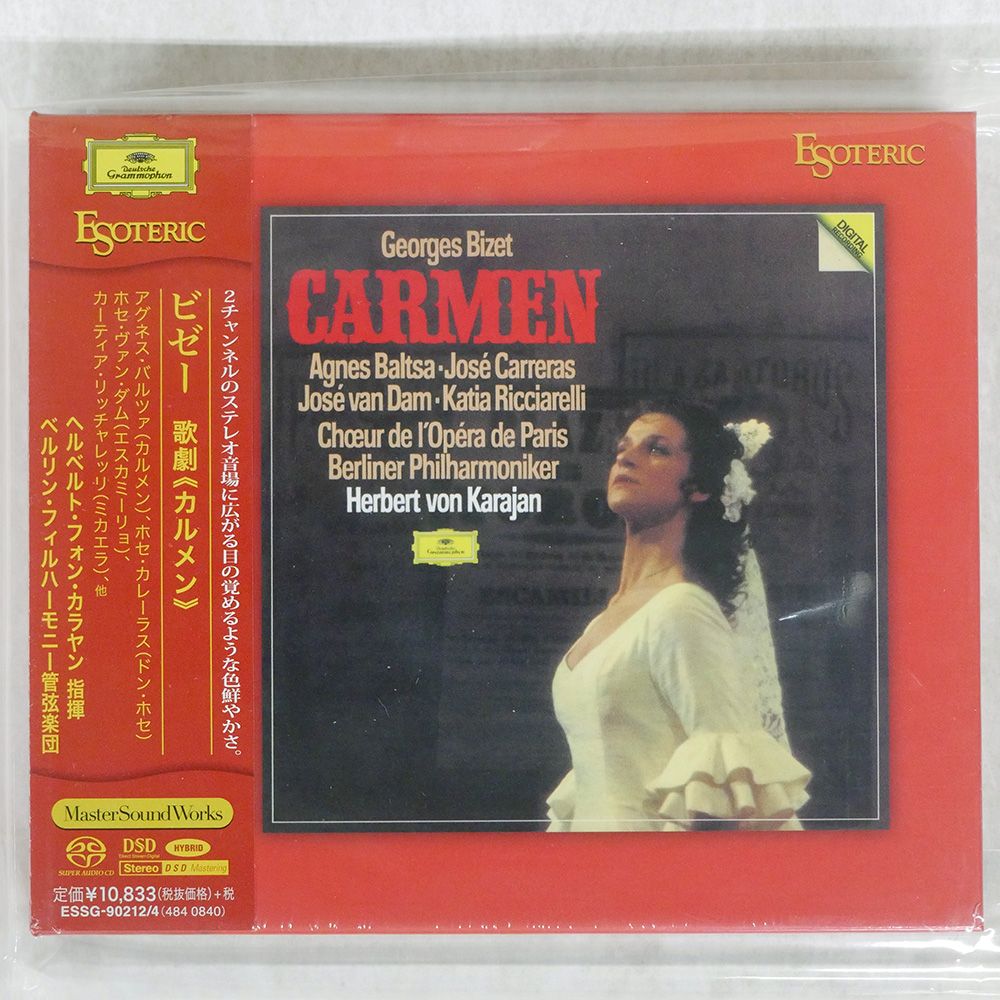 Deutsche
Grammophon
ESOTERIC
2チャンネルのステレオ音場に広がる目の覚めるような色鮮やかさ。
ビゼー 歌劇《カルメン》
アグネス・バルツァ(カルメン)、ホセ・カレーラス(ドン・ホセ)
ホセ・ヴァン・ダム(エスカミーリョ)、
カーティア・リッチャレッリ(ミカエラ)、他
ヘルベルト・フォン・カラヤン 指揮
ベルリン・フィルハーモニー管弦楽団
MasterSoundWorks
SUPER AUDIO CD
DSD
Direct Stream Digital
HYBRID
Stereo DSD Mastering
定価¥10,833(税抜価格)+税
ESSG-90212/4(484 0840)
ESOTERIC
DIGITAL
RECORDING
Georges Bizet
CARMEN
Agnes Baltsa·José Carreras
José van Dam·Katia Ricciarelli
Chœur de l'Opéra de Paris
Berliner Philharmoniker
Herbert von Karajan
Deutsche
Grammophon